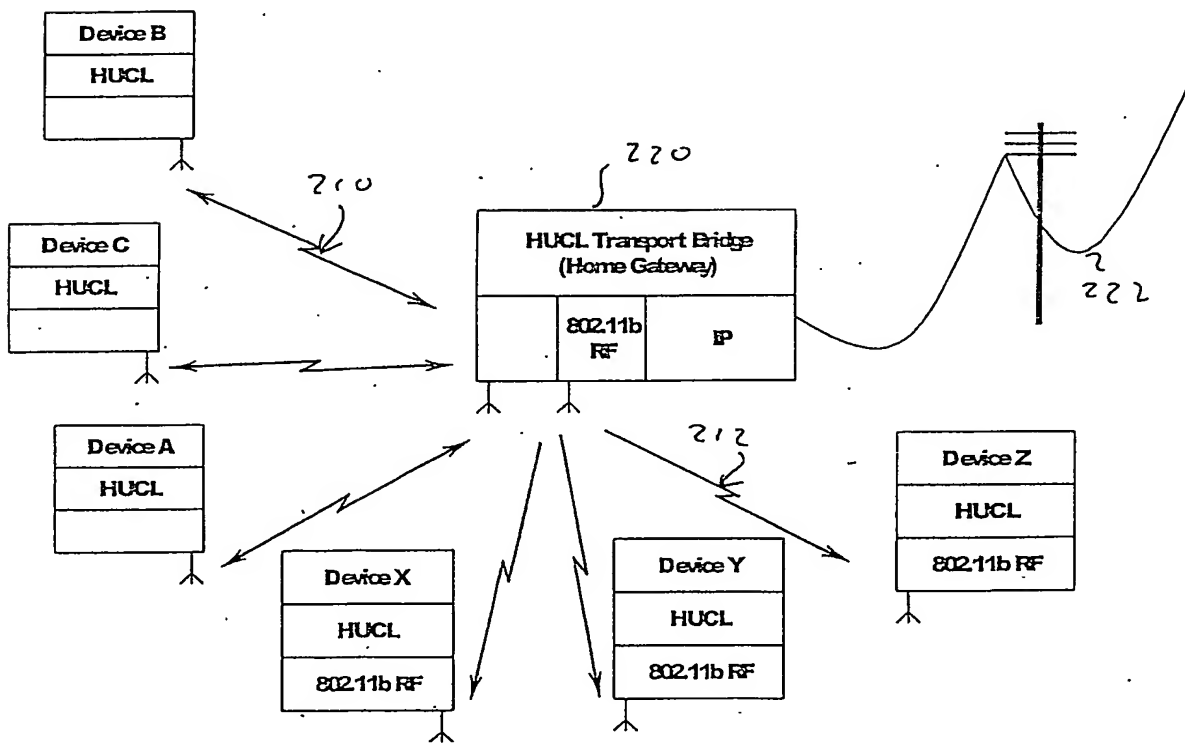 Device B
HUCL
220
210
HUCL Transport Bridge
(Home Gateway)
802.11b
RF
IP
222
Device C
HUCL
Device A
HUCL
212
Device Z
HUCL
802.11b RF
Device X
HUCL
802.11b RF
Device Y
HUCL
802.11b RF